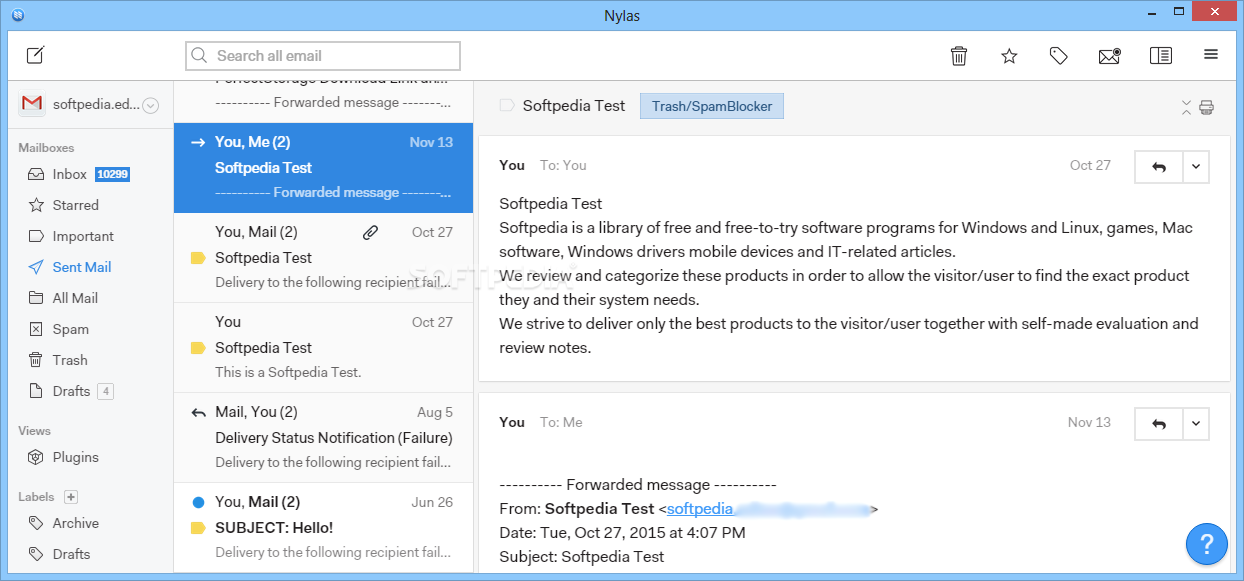 Nylas
Search all email
softpedia.ed...
Mailboxes
Inbox 10299
Starred
Important
Sent Mail
All Mail
Spam
Trash
Drafts 4
Views
Plugins
Labels +
Archive
Drafts
---------- Forwarded message -------...
You, Me (2) Nov 13
Softpedia Test
---------- Forwarded message -------...
You, Mail (2) Oct 27
Softpedia Test
Delivery to the following recipient fail...
You Oct 27
Softpedia Test
This is a Softpedia Test.
Mail, You (2) Aug 5
Delivery Status Notification (Failure)
Delivery to the following recipient fail...
You, Mail (2) Jun 26
SUBJECT: Hello!
Delivery to the following recipient fail...
Softpedia Test Trash/SpamBlocker
You To: You Oct 27
Softpedia Test
Softpedia is a library of free and free-to-try software programs for Windows and Linux, games, Mac
software, Windows drivers mobile devices and IT-related articles.
We review and categorize these products in order to allow the visitor/user to find the exact product
they and their system needs.
We strive to deliver only the best products to the visitor/user together with self-made evaluation and
review notes.
You To: Me Nov 13
---------- Forwarded message ----------
From: Softpedia Test <softpedia. >
Date: Tue, Oct 27, 2015 at 4:07 PM
Subject: Softpedia Test
?
SOFTPEDIA